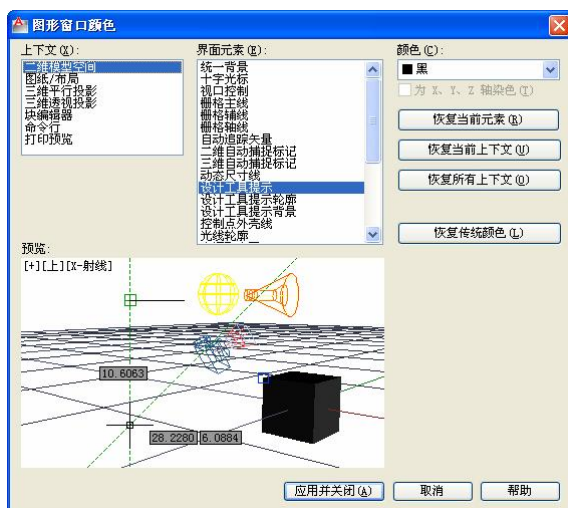 图形窗口颜色
上下文(X):
二维模型空间
图纸/布局
三维平行投影
三维透视投影
块编辑器
命令行
打印预览
界面元素(E):
统一背景
十字光标
视口控制
栅格主线
栅格辅线
栅格轴线
自动追踪矢量
二维自动捕捉标记
三维自动捕捉标记
动态尺寸线
设计工具提示
设计工具提示轮廓
设计工具提示背景
控制点外壳线
光线轮廓
颜色(C):
黑
为 X、Y、Z 轴染色(T)
恢复当前元素(R)
恢复当前上下文(U)
恢复所有上下文(O)
恢复传统颜色(L)
预览:
[+][上][X-射线]
10.6063
28.2280 6.0884
应用并关闭(A)
取消
帮助